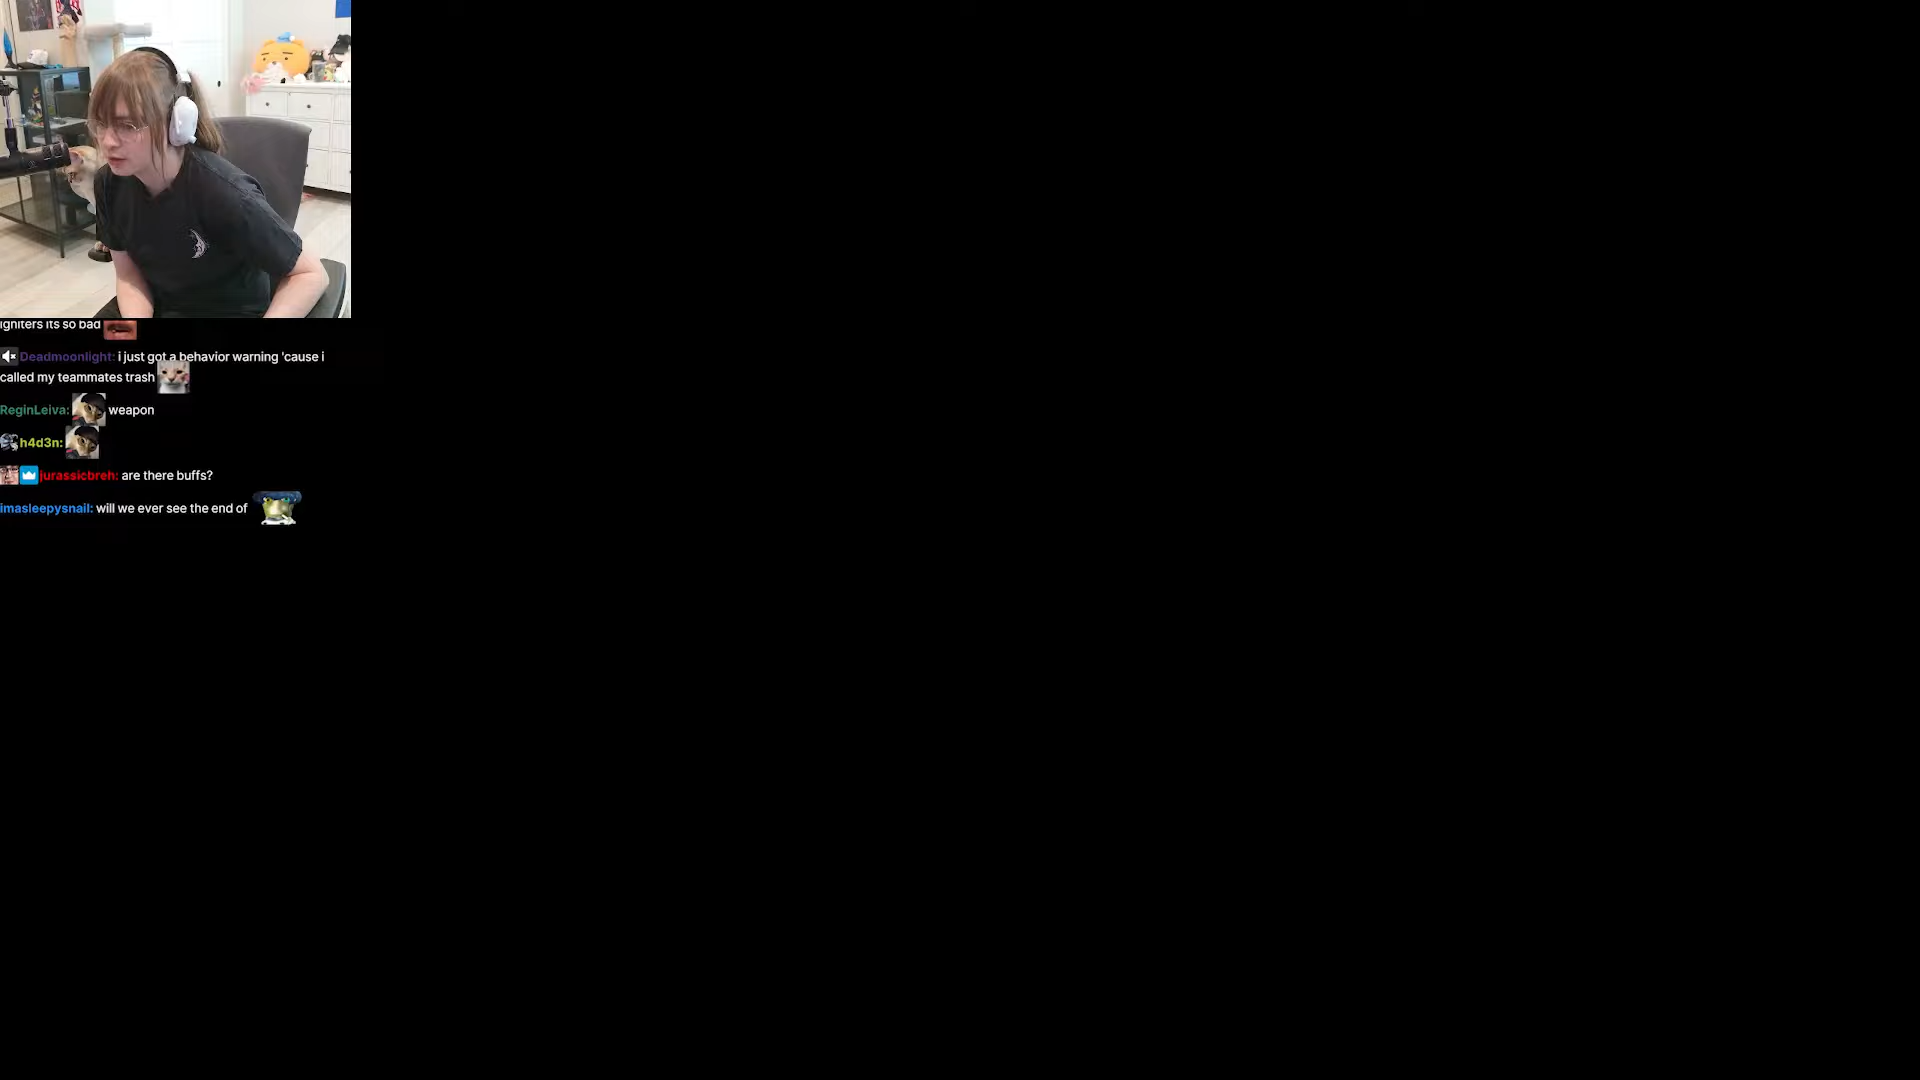 igniters its so bad
Deadmoonlight: i just got a behavior warning 'cause i
called my teammates trash
ReginLeiva: weapon
h4d3n:
jurassicbreh: are there buffs?
imasleepysnail: will we ever see the end of